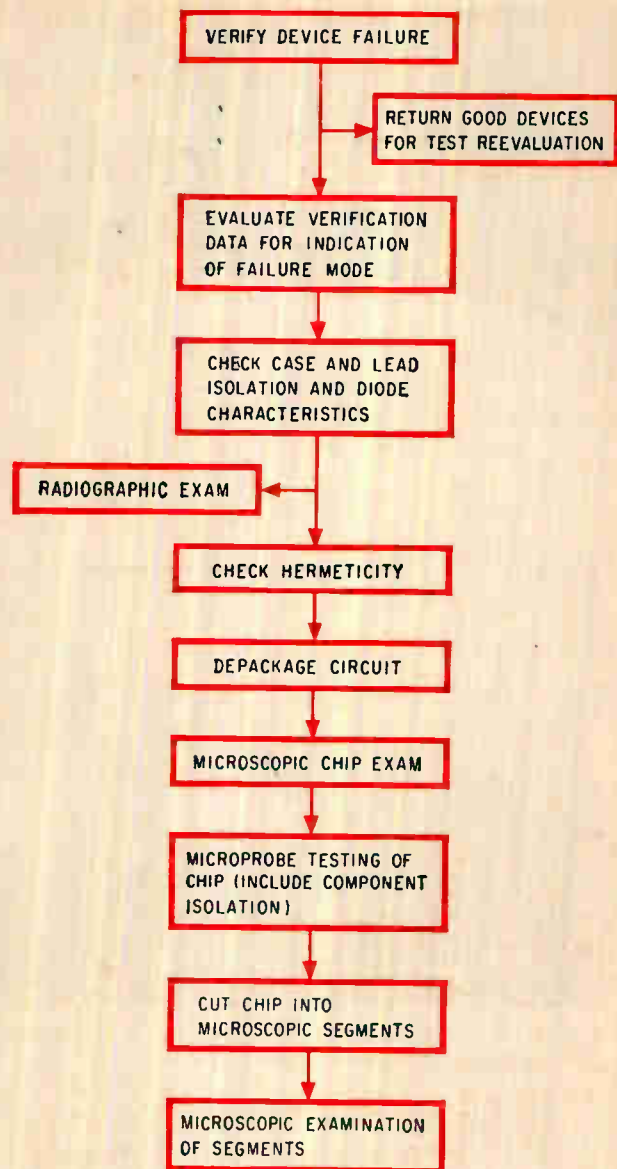 VERIFY DEVICE FAILURE
RETURN GOOD DEVICES
FOR TEST REEVALUATION
EVALUATE VERIFICATION
DATA FOR INDICATION
OF FAILURE MODE
CHECK CASE AND LEAD
ISOLATION AND DIODE
CHARACTERISTICS
RADIOGRAPHIC EXAM
CHECK HERMETICITY
DEPACKAGE CIRCUIT
MICROSCOPIC CHIP EXAM
MICROPROBE TESTING OF
CHIP (INCLUDE COMPONENT
ISOLATION)
CUT CHIP INTO
MICROSCOPIC SEGMENTS
MICROSCOPIC EXAMINATION
OF SEGMENTS